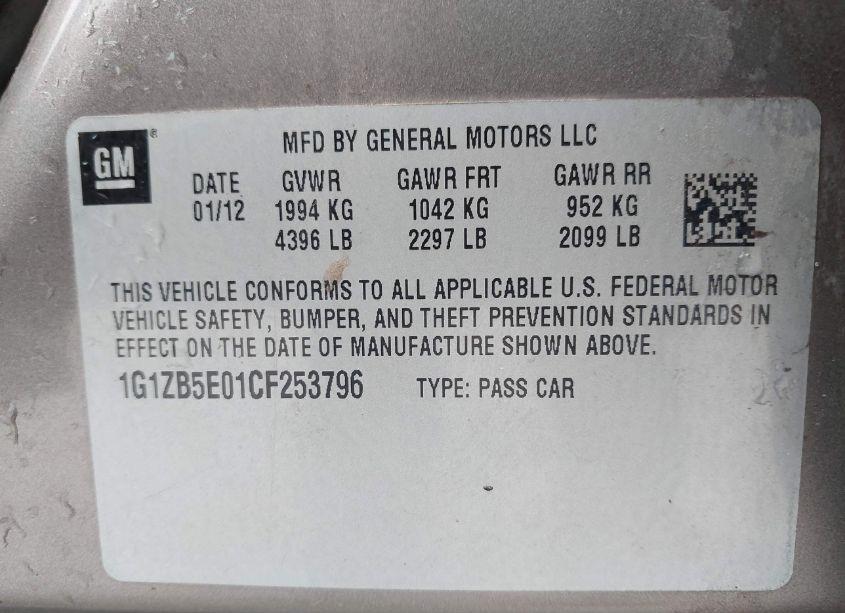 GM®
MFD BY GENERAL MOTORS LLC
DATE GVWR GAWR FRT GAWR RR
01/12 1994 KG 1042 KG 952 KG
4396 LB 2297 LB 2099 LB
THIS VEHICLE CONFORMS TO ALL APPLICABLE U.S. FEDERAL MOTOR
VEHICLE SAFETY, BUMPER, AND THEFT PREVENTION STANDARDS IN
EFFECT ON THE DATE OF MANUFACTURE SHOWN ABOVE.
1G1ZB5E01CF253796 TYPE: PASS CAR